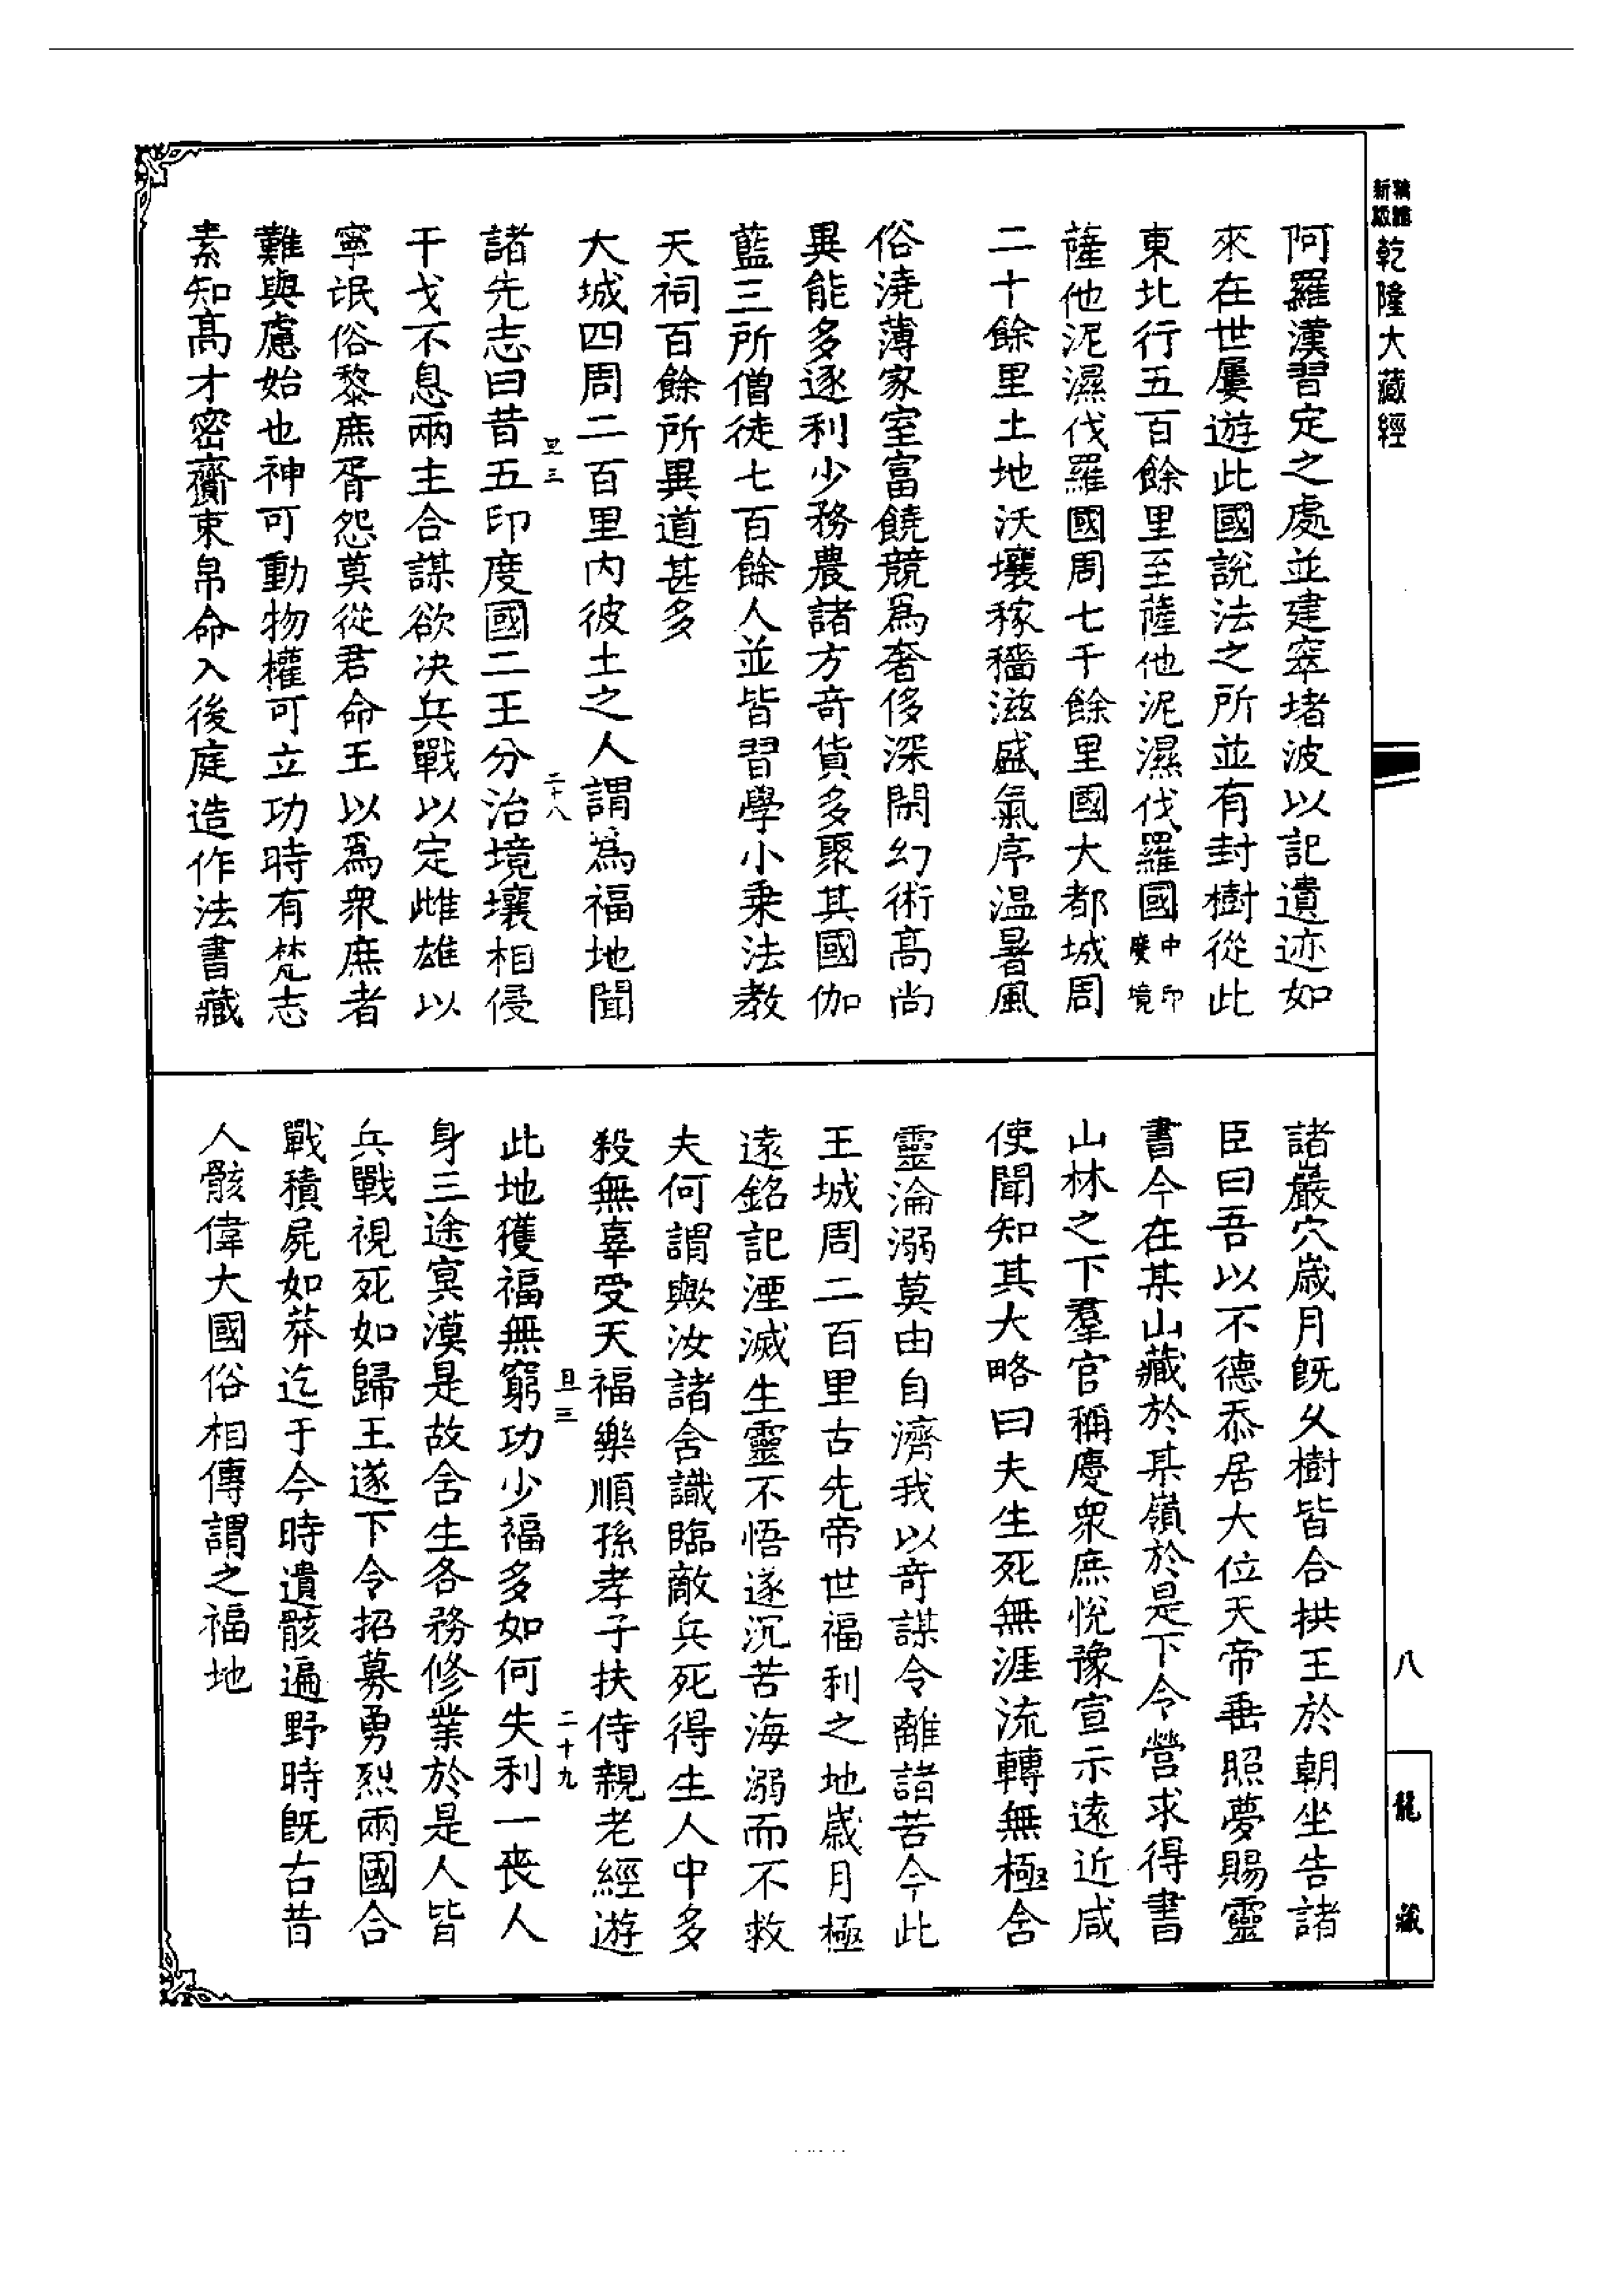 新版 精譯
乾隆大藏經
阿羅漢習定之處並建窣堵波以記遺迹如
來在世屢遊此國說法之所並有封樹從此
東北行五百餘里至薩他泥濕伐羅國中印度境
薩他泥濕伐羅國周七千餘里國大都城周
二十餘里土地沃壤稼穡滋盛氣序温暑風
俗澆薄家室富饒競爲奢侈深閑幻術高尚
異能多逐利少務農諸方奇貨多聚其國伽
藍三所僧徒七百餘人並皆習學小乗法教
天祠百餘所異道甚多
大城四周二百里内彼土之人謂為福地聞
旦三 二十八
諸先志曰昔五印度國二王分治境壤相侵
干戈不息兩主合謀欲决兵戰以定雌雄以
寧氓俗黎庶胥怨莫從君命王以爲衆庶者
難與慮始也神可動物權可立功時有梵志
素知高才密齎束帛命入後庭造作法書藏
諸巖穴嵗月旣久樹皆合拱王於朝坐告諸
臣曰吾以不德忝居大位天帝垂照夢賜靈
書今在某山藏於某嶺於是下令營求得書
山林之下羣官稱慶衆庶悅豫宣示遠近咸
使聞知其大略曰夫生死無涯流轉無極含
靈淪溺莫由自濟我以奇謀令離諸苦今此
王城周二百里古先帝世福利之地嵗月極
遠銘記湮滅生靈不悟遂沉苦海溺而不救
夫何謂歟汝諸含識臨敵兵死得生人中多
殺無辜受天福樂順孫孝子扶侍親老經遊
旦三 二十九
此地獲福無窮功少福多如何失利一丧人
身三途冥漠是故含生各務修業於是人皆
兵戰視死如歸王遂下令招募勇烈兩國合
戰積屍如莽迄于今時遺骸遍野時旣古昔
人骸偉大國俗相傳謂之福地
八
龍藏